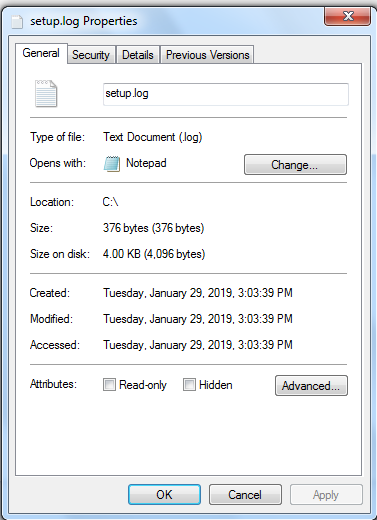 setup.log Properties
General Security Details Previous Versions
setup.log
Type of file: Text Document (.log)
Opens with: Notepad Change...
Location: C:\
Size: 376 bytes (376 bytes)
Size on disk: 4.00 KB (4,096 bytes)
Created: Tuesday, January 29, 2019, 3:03:39 PM
Modified: Tuesday, January 29, 2019, 3:03:39 PM
Accessed: Tuesday, January 29, 2019, 3:03:39 PM
Attributes: Read-only Hidden Advanced...
OK Cancel Apply